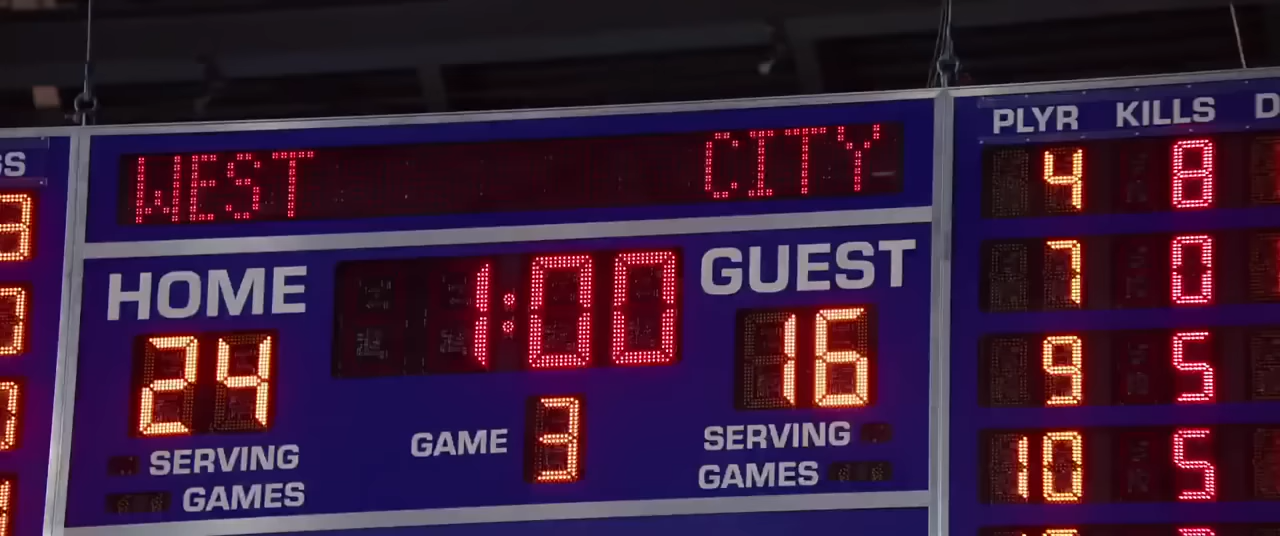 WEST CITY
HOME 1:00 GUEST
24 16
GAME 3
SERVING SERVING
GAMES GAMES
PLYR KILLS
4 8
7 0
9 5
10 5